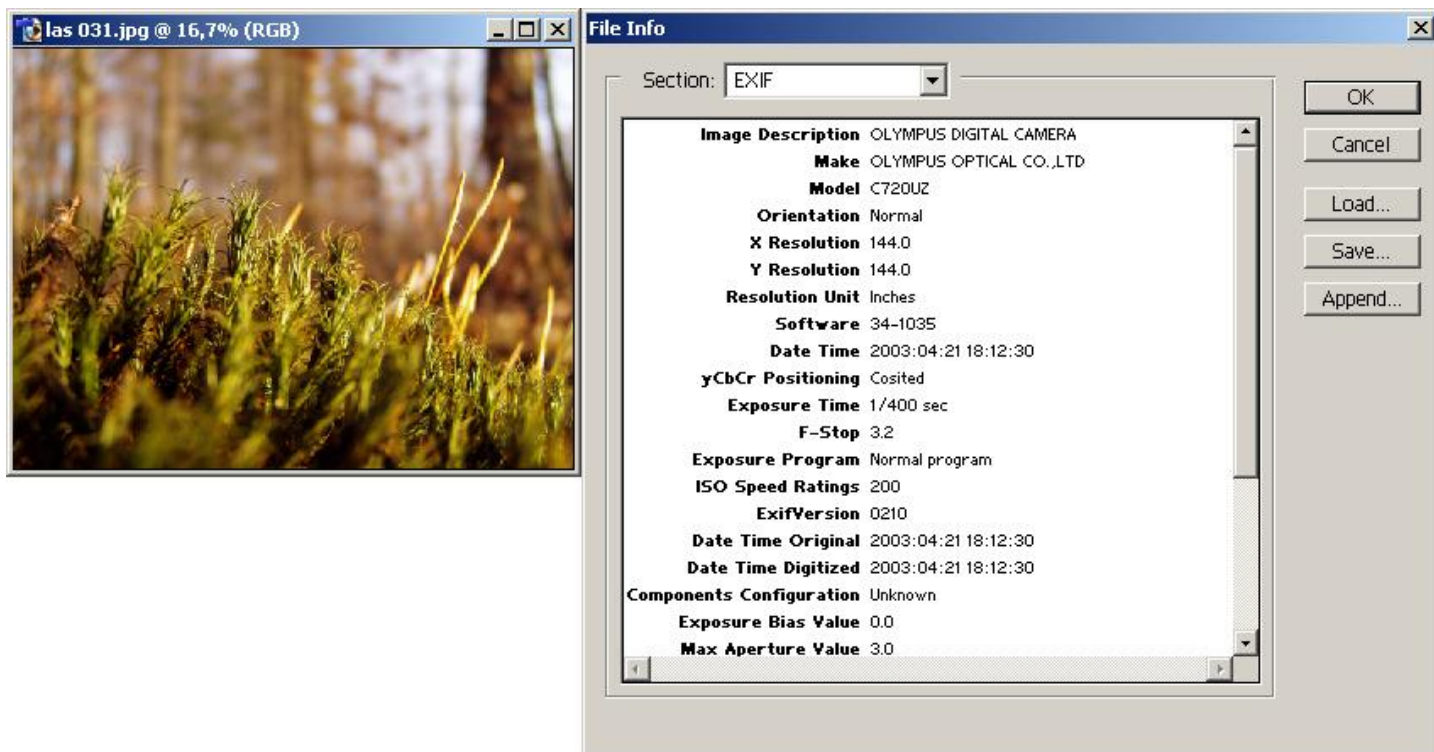 las 031.jpg @ 16,7% (RGB)
File Info
Section: EXIF
Image Description OLYMPUS DIGITAL CAMERA
Make OLYMPUS OPTICAL CO.,LTD
Model C720UZ
Orientation Normal
X Resolution 144.0
Y Resolution 144.0
Resolution Unit Inches
Software 34-1035
Date Time 2003:04:21 18:12:30
yCbCr Positioning Cosited
Exposure Time 1/400 sec
F-Stop 3.2
Exposure Program Normal program
ISO Speed Ratings 200
ExifVersion 0210
Date Time Original 2003:04:21 18:12:30
Date Time Digitized 2003:04:21 18:12:30
Components Configuration Unknown
Exposure Bias Value 0.0
Max Aperture Value 3.0
OK
Cancel
Load...
Save...
Append...